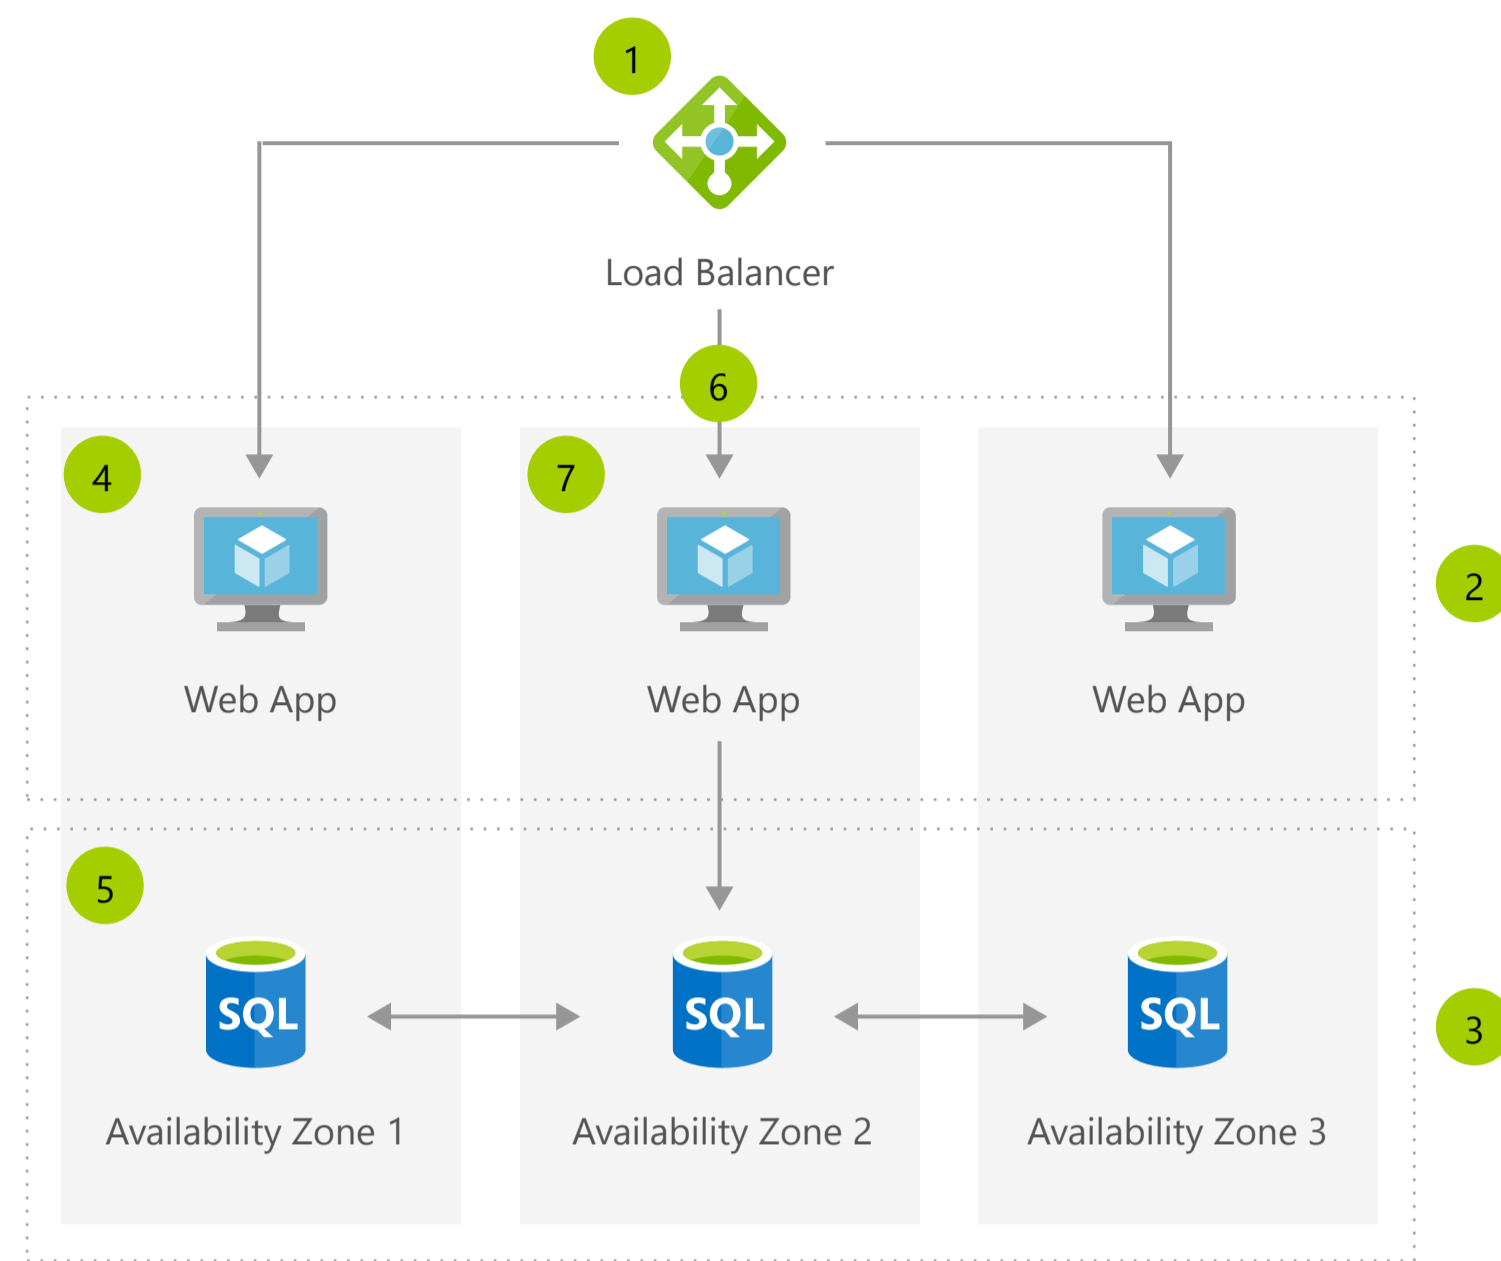 1
Load Balancer
6
4
7
2
Web App
Web App
Web App
5
SQL
SQL
SQL
3
Availability Zone 1
Availability Zone 2
Availability Zone 3